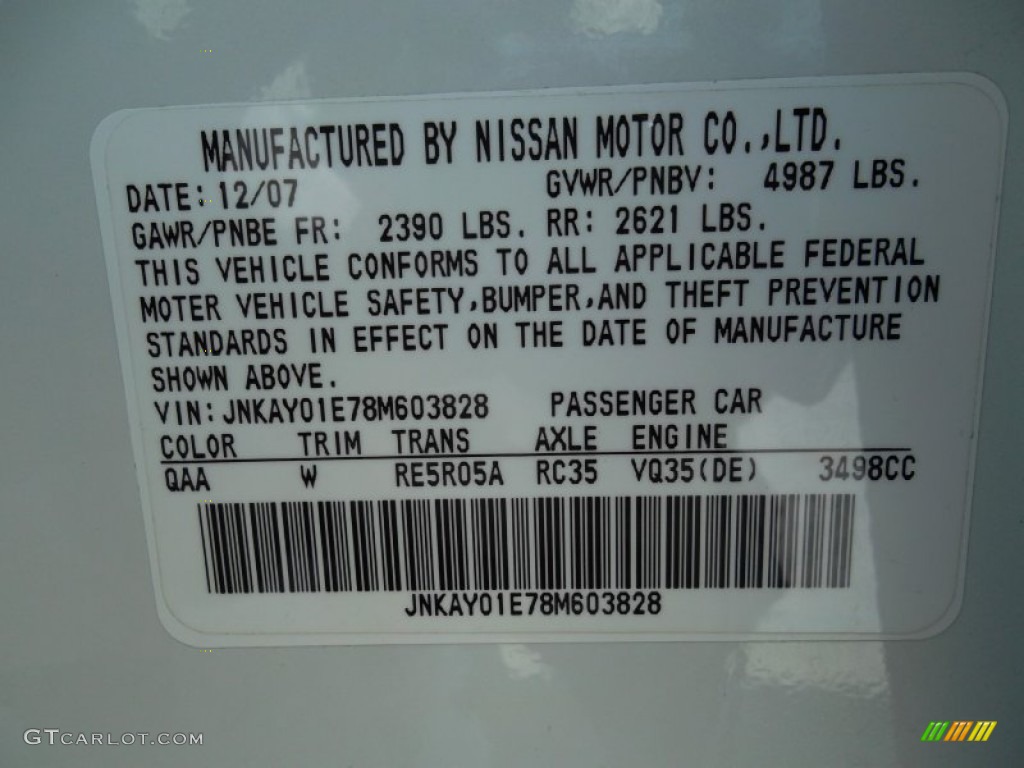 MANUFACTURED BY NISSAN MOTOR CO.,LTD.
DATE: 12/07 GVWR/PNBV: 4987 LBS.
GAWR/PNBE FR: 2390 LBS. RR: 2621 LBS.
THIS VEHICLE CONFORMS TO ALL APPLICABLE FEDERAL
MOTER VEHICLE SAFETY,BUMPER,AND THEFT PREVENTION
STANDARDS IN EFFECT ON THE DATE OF MANUFACTURE
SHOWN ABOVE.
VIN: JNKAY01E78M603828 PASSENGER CAR
COLOR TRIM TRANS AXLE ENGINE
QAA W RE5R05A RC35 VQ35(DE) 3498CC
JNKAY01E78M603828
GTCARLOT.COM